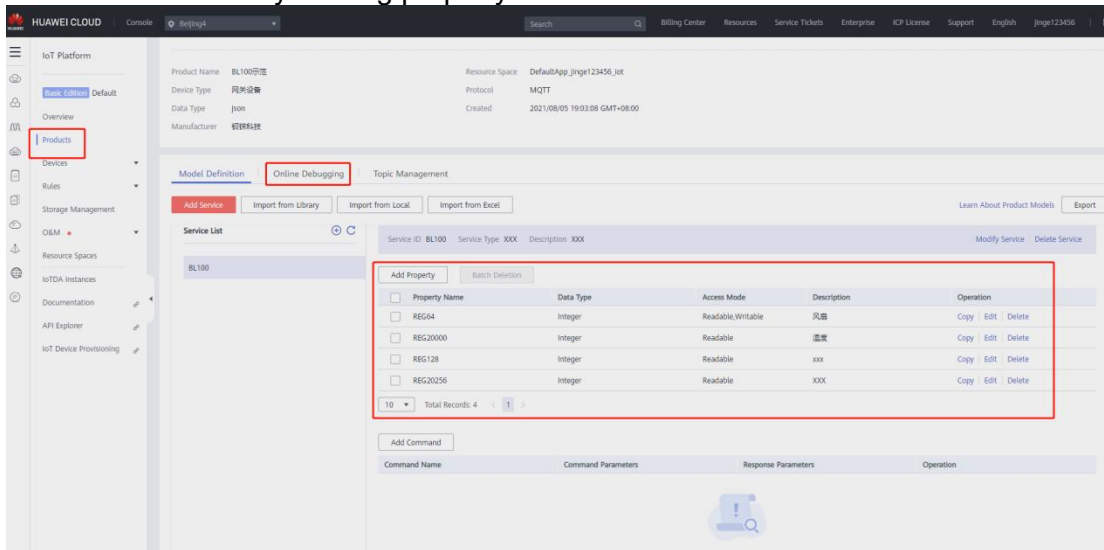 HUAWEI
HUAWEI CLOUD Console Beijing4 Search Billing Center Resources Service Tickets Enterprise ICP License Support English jinge123456
IoT Platform
Basic Edition Default
Overview
Products
Devices
Rules
Storage Management
O&M
Resource Spaces
IoTDA Instances
Documentation
API Explorer
IoT Device Provisioning
Product Name BL100示范 Resource Space DefaultApp_jinge123456_iot
Device Type 网关设备 Protocol MQTT
Data Type Json Created 2021/08/05 19:03:08 GMT+08:00
Manufacturer 钡铼科技
Model Definition Online Debugging Topic Management
Add Service Import from Library Import from Local Import from Excel Learn About Product Models Export
Service List
BL100
Service ID BL100 Service Type XXX Description XXX Modify Service Delete Service
Add Property Batch Deletion
Property Name Data Type Access Mode Description Operation
REG64 Integer Readable,Writable 风扇 Copy Edit Delete
REG20000 Integer Readable 温度 Copy Edit Delete
REG128 Integer Readable xxx Copy Edit Delete
REG20256 Integer Readable XXX Copy Edit Delete
10 Total Records: 4 < 1 >
Add Command
Command Name Command Parameters Response Parameters Operation